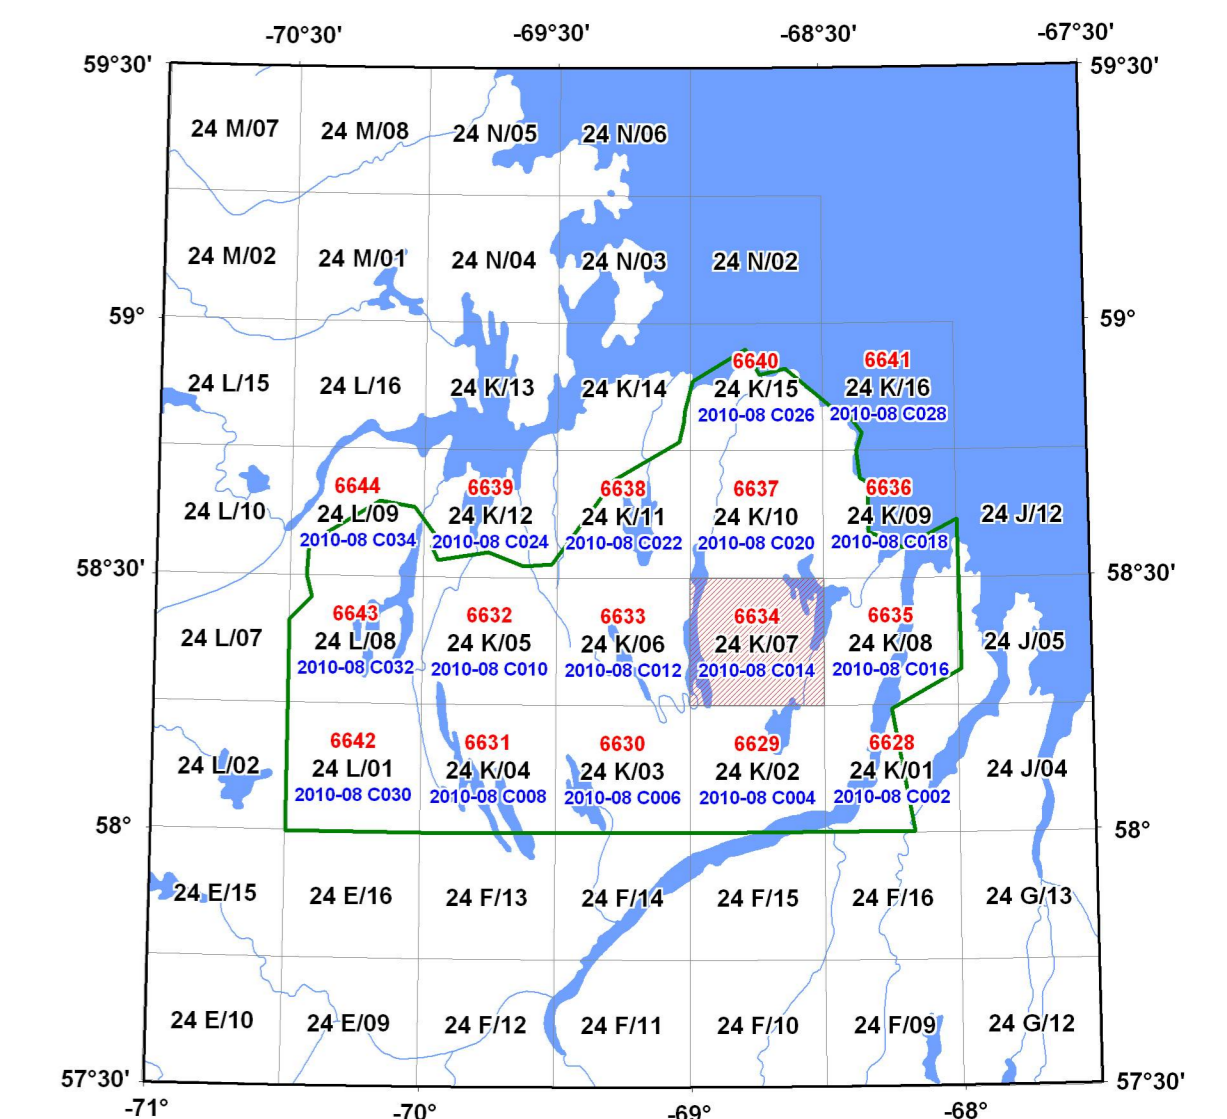 -70°30' -69°30' -68°30' -67°30'
59°30' 59°30'
24 M/07 24 M/08 24 N/05 24 N/06
24 M/02 24 M/01 24 N/04 24 N/03 24 N/02
59° 59°
6640 6641
24 L/15 24 L/16 24 K/13 24 K/14 24 K/15 24 K/16
2010-08 C026 2010-08 C028
6644 6639 6638 6637 6636
24 L/10 24 L/09 24 K/12 24 K/11 24 K/10 24 K/09 24 J/12
2010-08 C034 2010-08 C024 2010-08 C022 2010-08 C020 2010-08 C018
58°30' 58°30'
6643 6632 6633 6634 6635
24 L/07 24 L/08 24 K/05 24 K/06 24 K/07 24 K/08 24 J/05
2010-08 C032 2010-08 C010 2010-08 C012 2010-08 C014 2010-08 C016
6642 6631 6630 6629 6628
24 L/02 24 L/01 24 K/04 24 K/03 24 K/02 24 K/01 24 J/04
2010-08 C030 2010-08 C008 2010-08 C006 2010-08 C004 2010-08 C002
58° 58°
24 E/15 24 E/16 24 F/13 24 F/14 24 F/15 24 F/16 24 G/13
24 E/10 24 E/09 24 F/12 24 F/11 24 F/10 24 F/09 24 G/12
57°30' 57°30'
-71° -70° -69° -68°